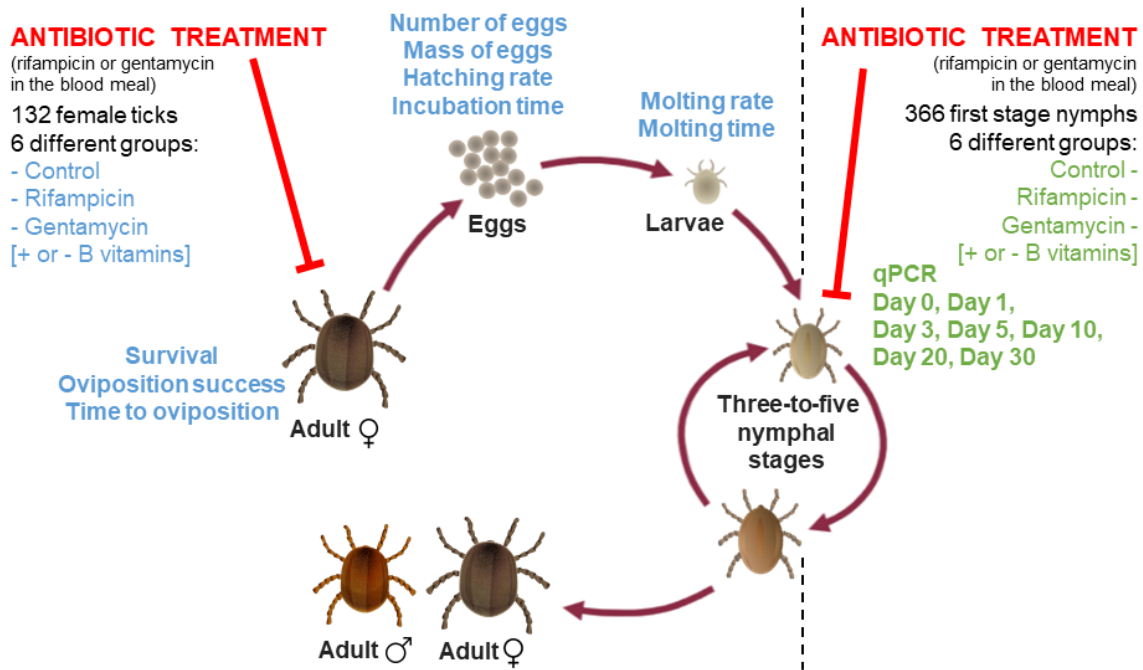 ANTIBIOTIC TREATMENT
(rifampicin or gentamycin
in the blood meal)
132 female ticks
6 different groups:
- Control
- Rifampicin
- Gentamycin
[+ or - B vitamins]
Number of eggs
Mass of eggs
Hatching rate
Incubation time
Eggs
Molting rate
Molting time
Larvae
ANTIBIOTIC TREATMENT
(rifampicin or gentamycin
in the blood meal)
366 first stage nymphs
6 different groups:
Control -
Rifampicin -
Gentamycin -
[+ or - B vitamins]
qPCR
Day 0, Day 1,
Day 3, Day 5, Day 10,
Day 20, Day 30
Survival
Oviposition success
Time to oviposition
Adult ♀
Three-to-five
nymphal
stages
Adult ♂
Adult ♀